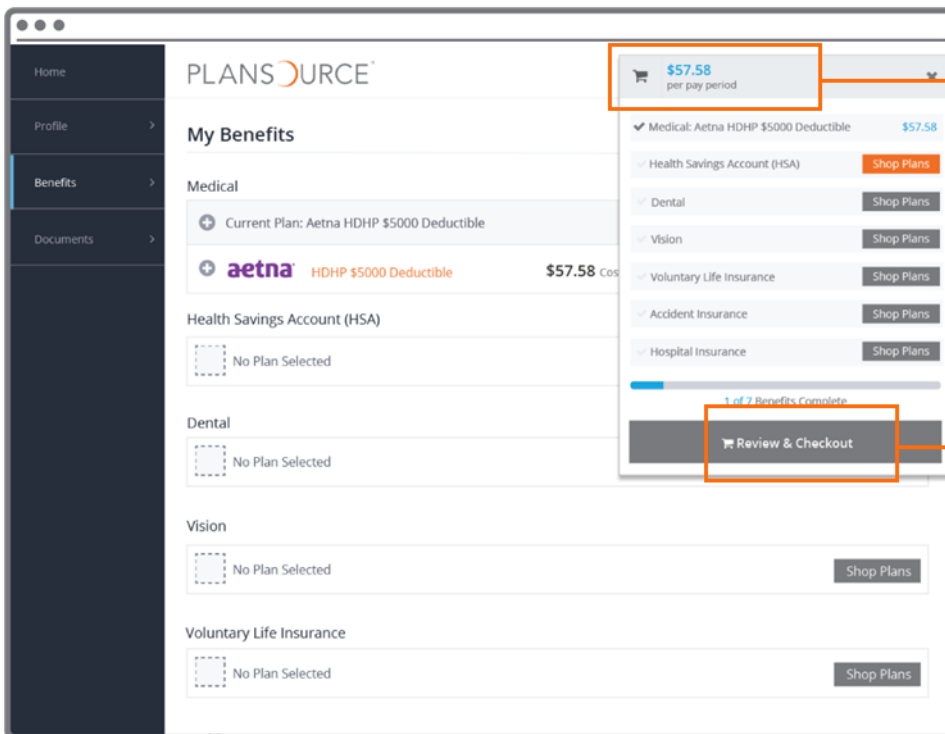 Home
Profile
Benefits
Documents
PLANSOURCE
My Benefits
Medical
Current Plan: Aetna HDHP $5000 Deductible
aetna HDHP $5000 Deductible $57.58 Cos
Health Savings Account (HSA)
No Plan Selected
Dental
No Plan Selected
Vision
No Plan Selected Shop Plans
Voluntary Life Insurance
No Plan Selected Shop Plans
$57.58
per pay period
Medical: Aetna HDHP $5000 Deductible $57.58
Health Savings Account (HSA) Shop Plans
Dental Shop Plans
Vision Shop Plans
Voluntary Life Insurance Shop Plans
Accident Insurance Shop Plans
Hospital Insurance Shop Plans
1 of 7 Benefits Complete
Review & Checkout